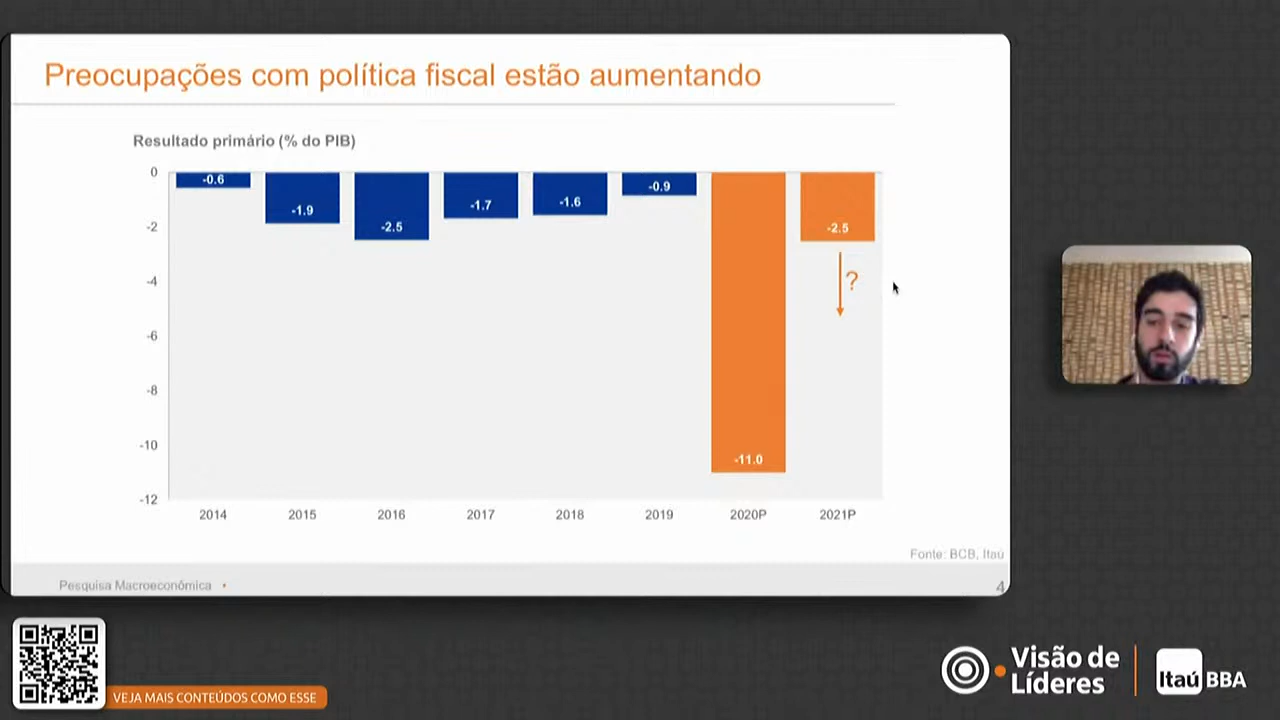 Preocupações com política fiscal estão aumentando
Resultado primário (% do PIB)
0
-2
-4
-6
-8
-10
-12
-0.6
-1.9
-2.5
-1.7
-1.6
-0.9
-11.0
-2.5
?
2014 2015 2016 2017 2018 2019 2020P 2021P
Fonte: BCB, Itaú
Pesquisa Macroeconômica •
4
VEJA MAIS CONTEÚDOS COMO ESSE
Visão de
Líderes
Itaú BBA